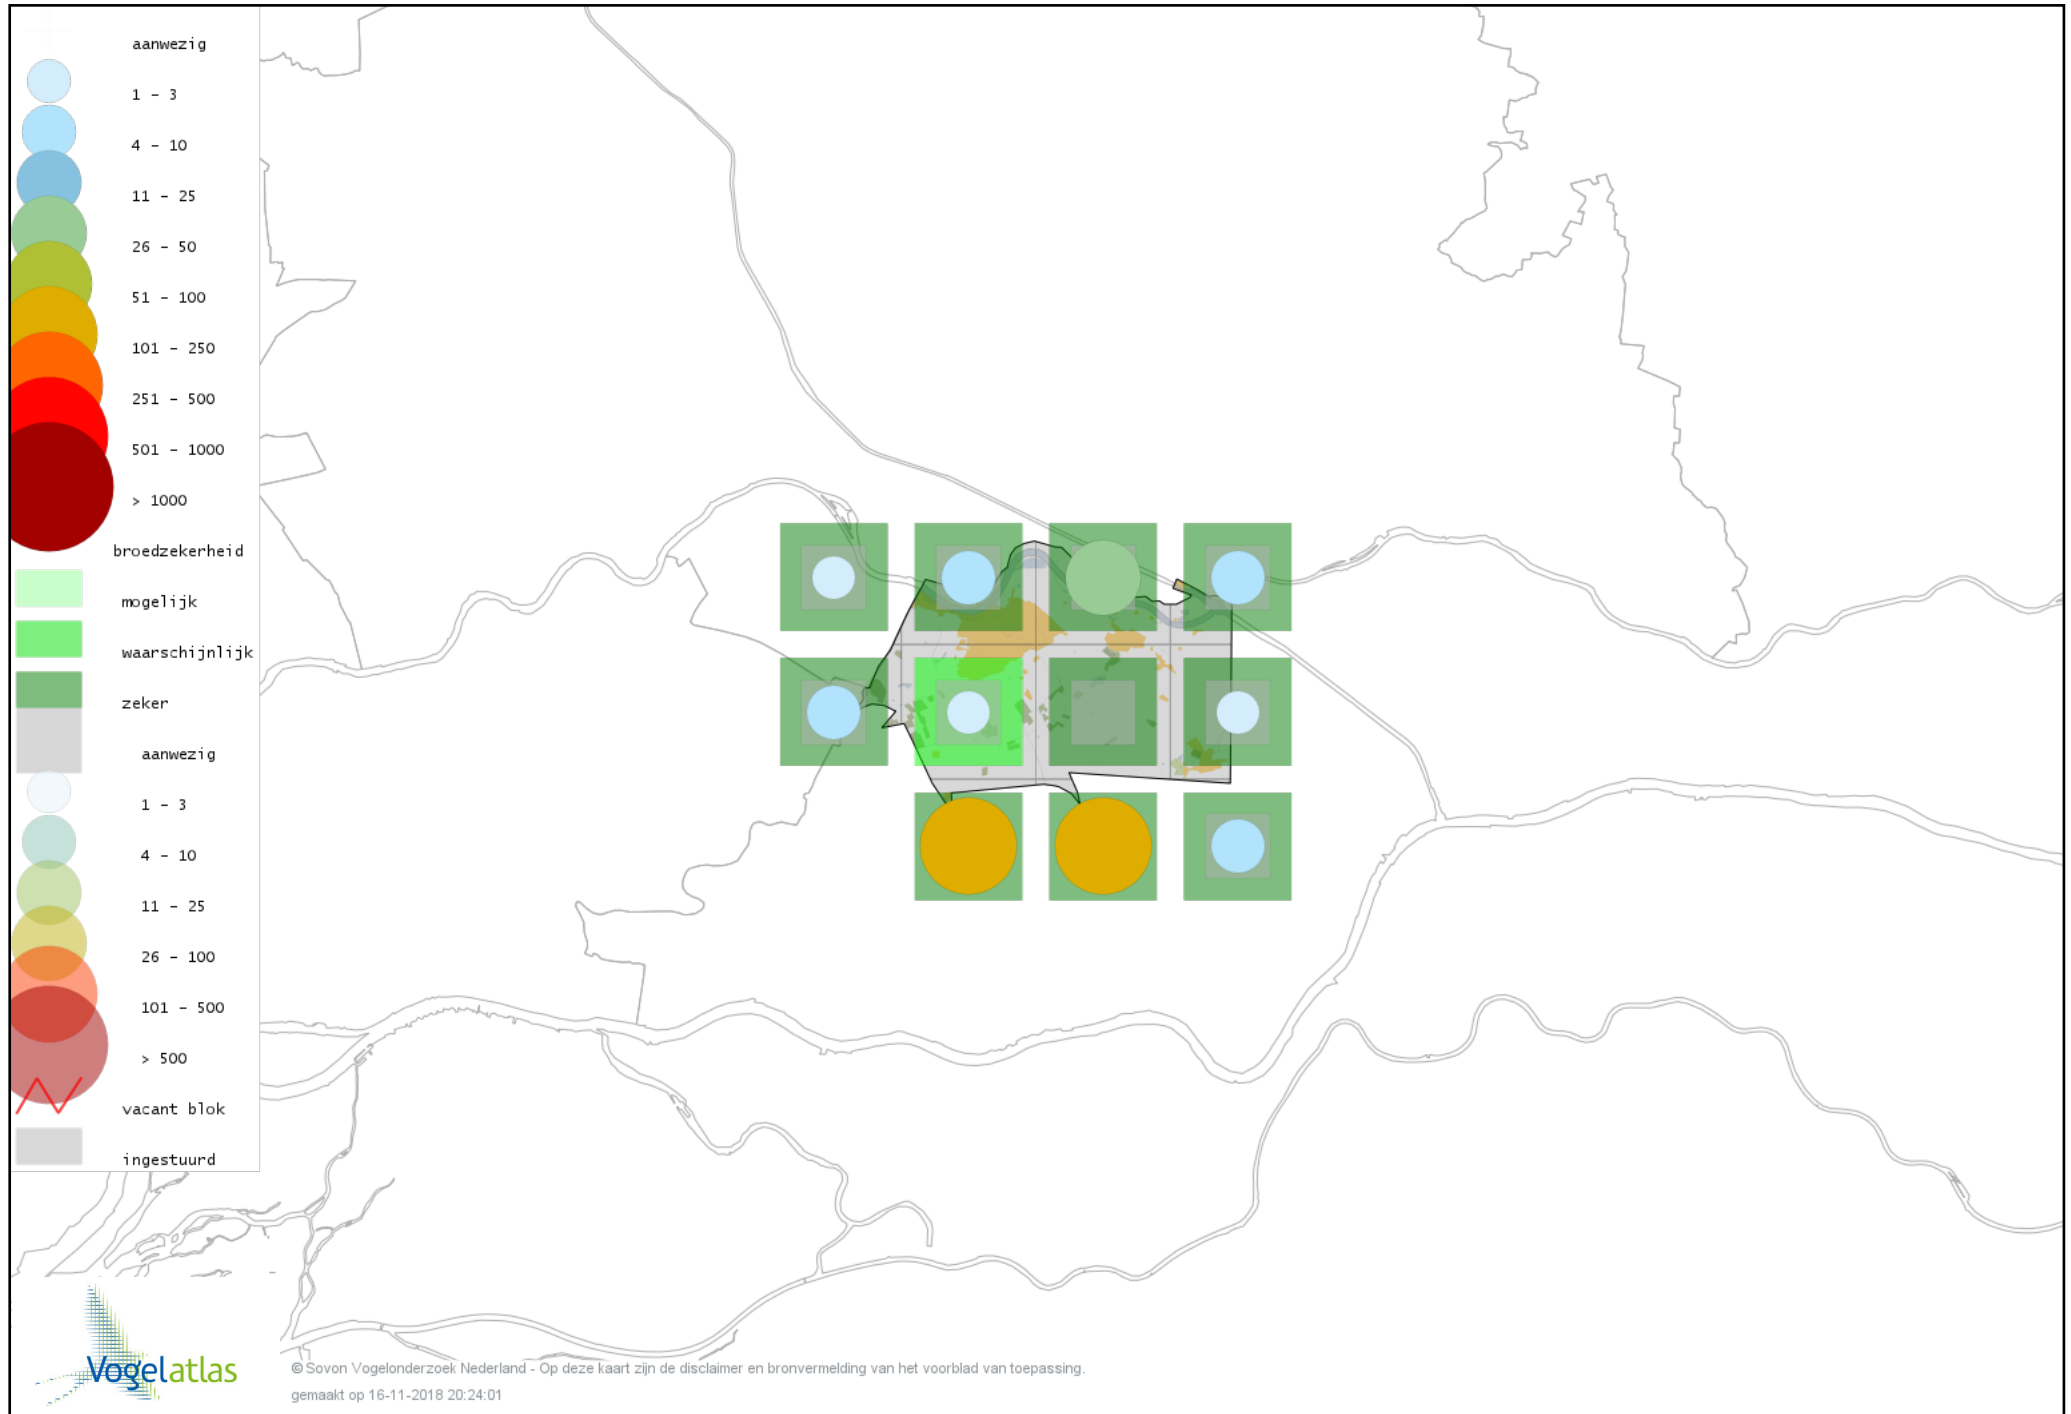 aanwezig
1 - 3
4 - 10
11 - 25
26 - 50
51 - 100
101 - 250
251 - 500
501 - 1000
> 1000
broedzekerheid
mogelijk
waarschijnlijk
zeker
aanwezig
1 - 3
4 - 10
11 - 25
26 - 100
101 - 500
> 500
vacant blok
ingestuurd
Vogelatlas
© Sovon Vogelonderzoek Nederland - Op deze kaart zijn de disclaimer en bronvermelding van het voorblad van toepassing.
gemaakt op 16-11-2018 20:24:01